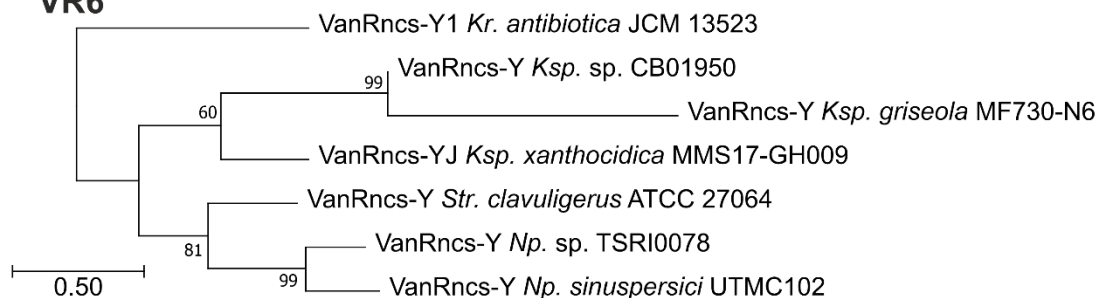 VR6
VanRncs-Y1 Kr. antibiotica JCM 13523
VanRncs-Y Ksp. sp. CB01950
99
VanRncs-Y Ksp. griseola MF730-N6
60
VanRncs-YJ Ksp. xanthocidica MMS17-GH009
VanRncs-Y Str. clavuligerus ATCC 27064
81
VanRncs-Y Np. sp. TSRI0078
99
VanRncs-Y Np. sinuspersici UTMC102
0.50